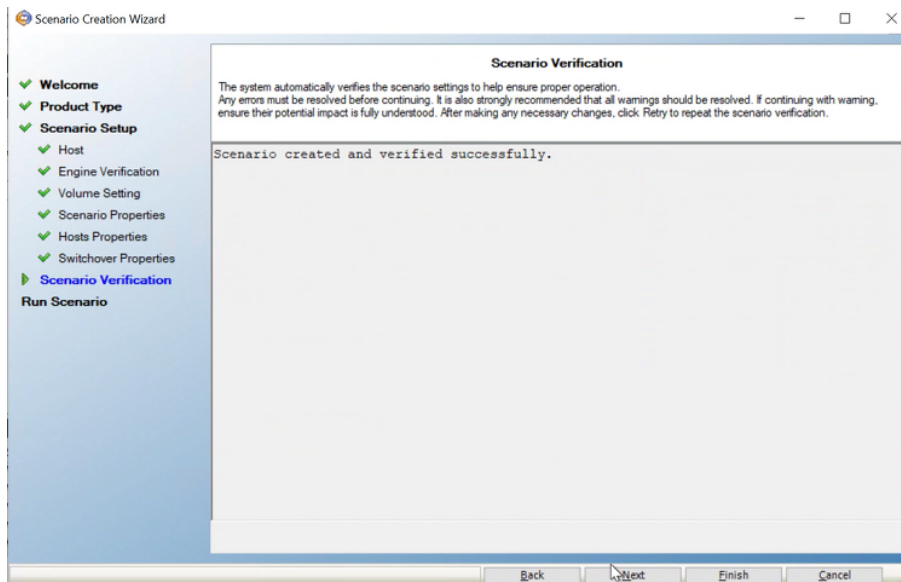 Scenario Creation Wizard
Welcome
Product Type
Scenario Setup
Host
Engine Verification
Volume Setting
Scenario Properties
Hosts Properties
Switchover Properties
Scenario Verification
Run Scenario
Scenario Verification
The system automatically verifies the scenario settings to help ensure proper operation.
Any errors must be resolved before continuing. It is also strongly recommended that all warnings should be resolved. If continuing with warning,
ensure their potential impact is fully understood. After making any necessary changes, click Retry to repeat the scenario verification.
Scenario created and verified successfully.
Back
Next
Finish
Cancel